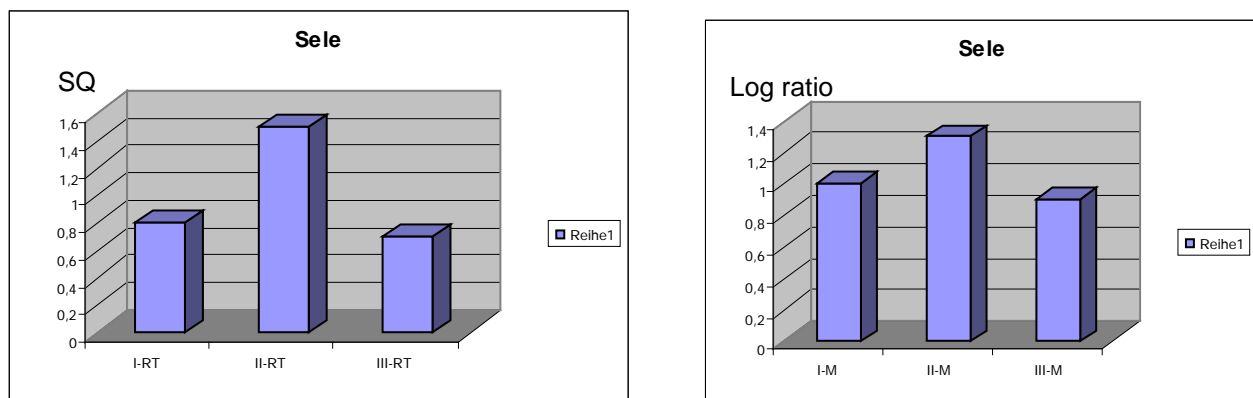 Sele
SQ
1,6
1,4
1,2
1
0,8
0,6
0,4
0,2
0
I-RT
II-RT
III-RT
Reihe1
Sele
Log ratio
1,4
1,2
1
0,8
0,6
0,4
0,2
0
I-M
II-M
III-M
Reihe1